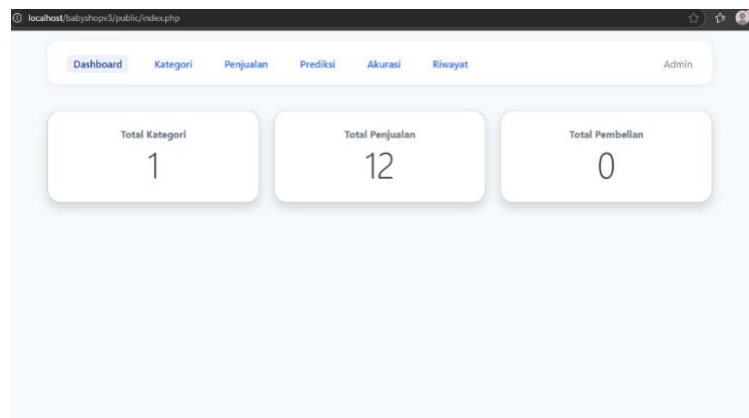 localhost/babyshopv3/public/index.php
Dashboard Kategori Penjualan Prediksi Akurasi Riwayat Admin
Total Kategori Total Penjualan Total Pembelian
1 12 0